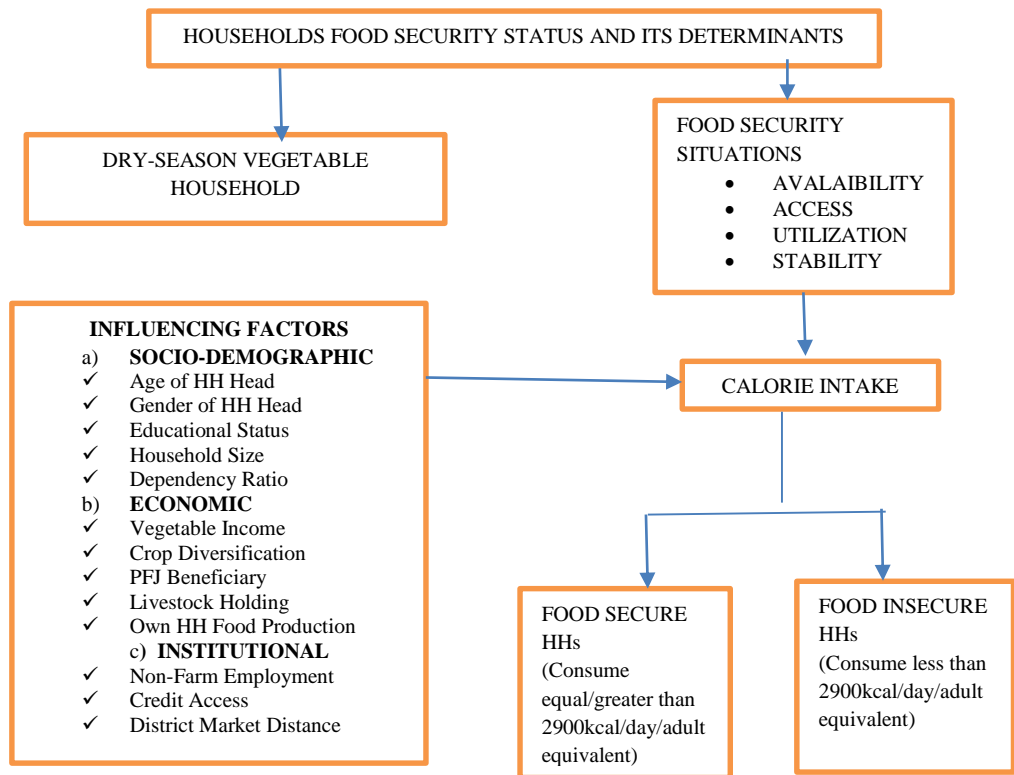 HOUSEHOLDS FOOD SECURITY STATUS AND ITS DETERMINANTS
DRY-SEASON VEGETABLE
HOUSEHOLD
FOOD SECURITY
SITUATIONS
• AVALAIBILITY
• ACCESS
• UTILIZATION
• STABILITY
INFLUENCING FACTORS
a) SOCIO-DEMOGRAPHIC
✓ Age of HH Head
✓ Gender of HH Head
✓ Educational Status
✓ Household Size
✓ Dependency Ratio
b) ECONOMIC
✓ Vegetable Income
✓ Crop Diversification
✓ PFJ Beneficiary
✓ Livestock Holding
✓ Own HH Food Production
c) INSTITUTIONAL
✓ Non-Farm Employment
✓ Credit Access
✓ District Market Distance
CALORIE INTAKE
FOOD SECURE
HHs
(Consume
equal/greater than
2900kcal/day/adult
equivalent)
FOOD INSECURE
HHs
(Consume less than
2900kcal/day/adult
equivalent)